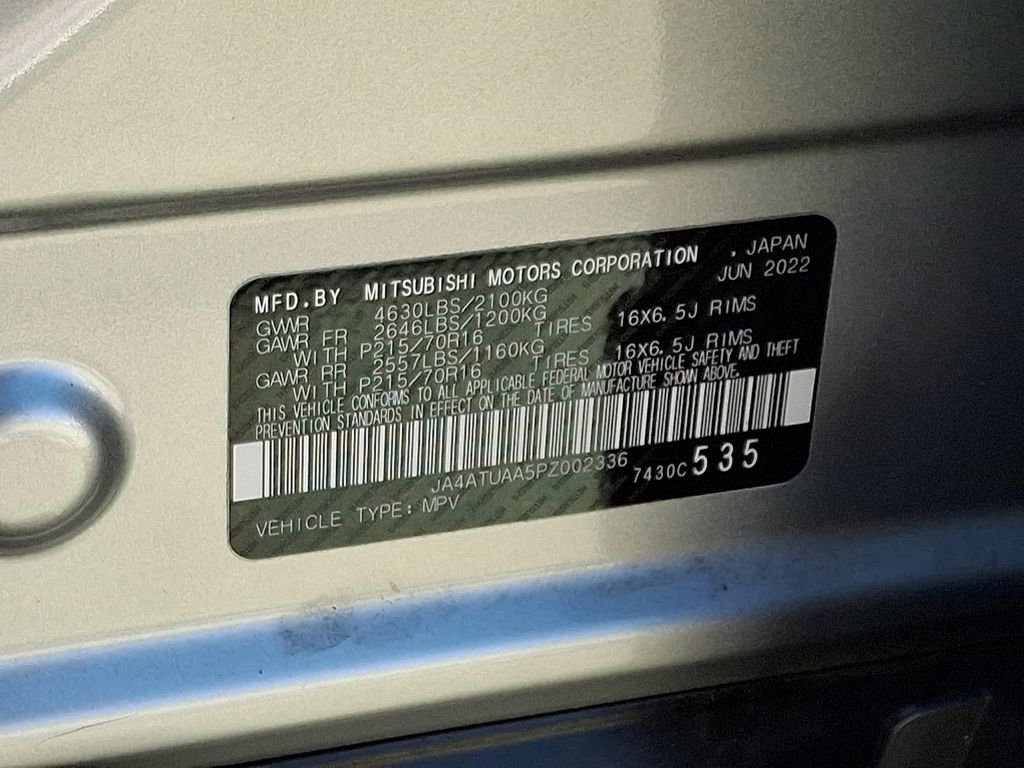 MFD.BY MITSUBISHI MOTORS CORPORATION . JAPAN
JUN 2022
GVWR 4630LBS/2100KG
GAWR FR 2646LBS/1200KG
WITH P215/70R16 TIRES 16X6.5J RIMS
GAWR RR 2557LBS/1160KG
WITH P215/70R16 TIRES 16X6.5J RIMS
THIS VEHICLE CONFORMS TO ALL APPLICABLE FEDERAL MOTOR VEHICLE SAFETY AND THEFT
PREVENTION STANDARDS IN EFFECT ON THE DATE OF MANUFACTURE SHOWN ABOVE.
JA4ATUAA5PZ002336 7430C 535
VEHICLE TYPE: MPV